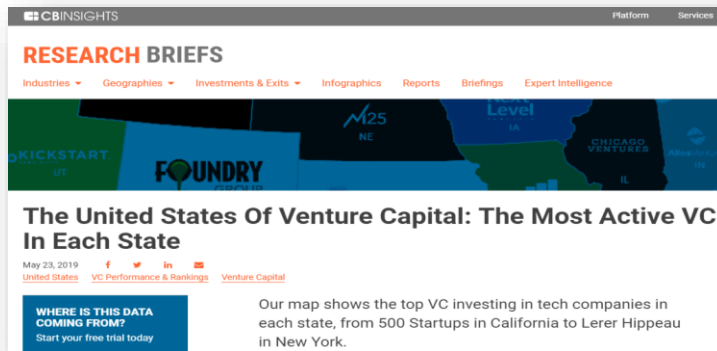 CBINSIGHTS
Platform Services
RESEARCH BRIEFS
Industries Geographies Investments & Exits Infographics Reports Briefings Expert Intelligence
M25
NE
Next
Level
IA
KICKSTART
UT
FOUNDRY
GROUP
CHICAGO
VENTURES
IL
IN
The United States Of Venture Capital: The Most Active VC
In Each State
May 23, 2019
United States VC Performance & Rankings Venture Capital
WHERE IS THIS DATA
COMING FROM?
Start your free trial today
Our map shows the top VC investing in tech companies in
each state, from 500 Startups in California to Lerer Hippeau
in New York.